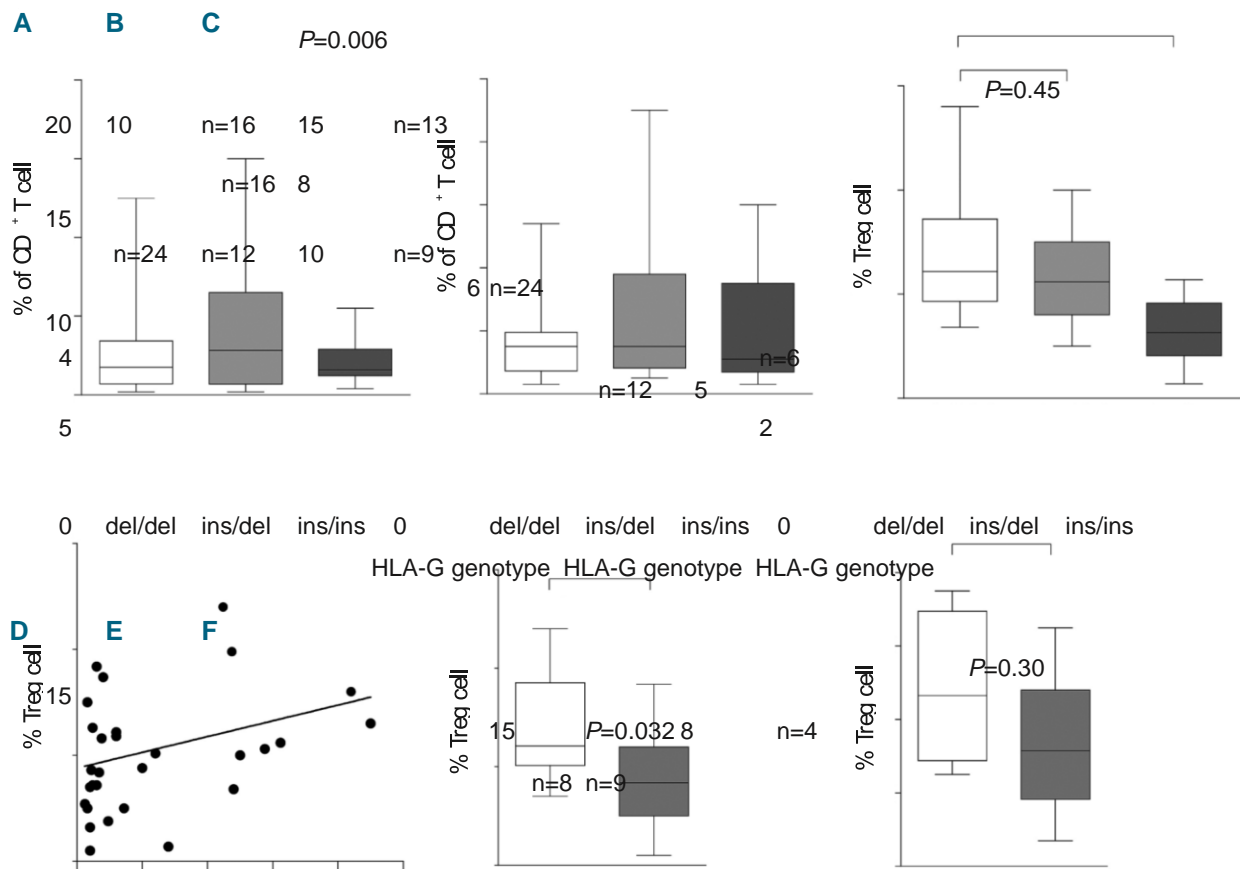 A B C
P=0.006
P=0.45
20 10 n=16 15 n=13
n=16 8
15
n=24 n=12 10 n=9
6 n=24
10
4
n=6
n=12 5
5
2
% of CD + T cell
% of CD + T cell
% Treg cell
0 del/del ins/del ins/ins 0 del/del ins/del ins/ins 0 del/del ins/del ins/ins
HLA-G genotype HLA-G genotype HLA-G genotype
D E F
P=0.30
15
15 P=0.032 8 n=4
n=8 n=9
% Treg cell
% Treg cell
% Treg cell